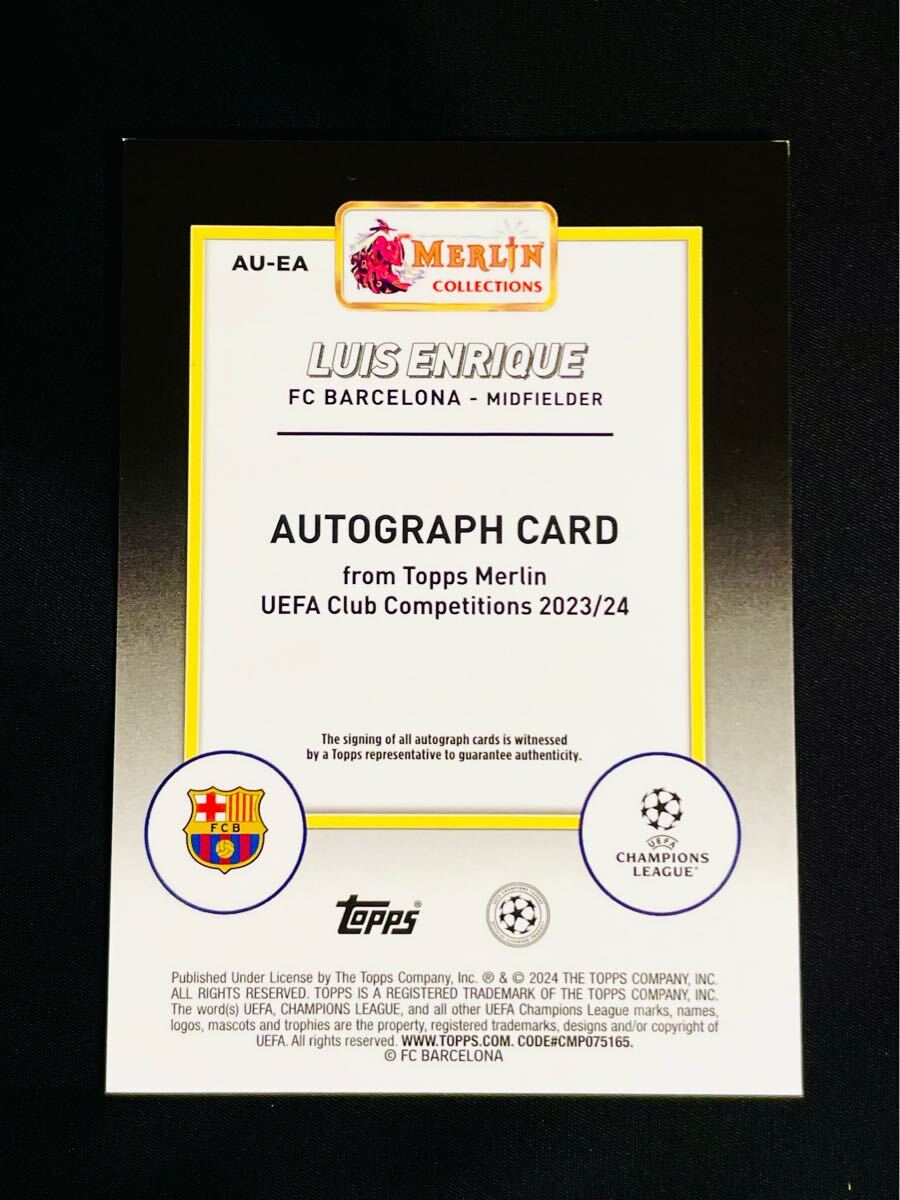 AU-EA
MERLIN™
COLLECTIONS
LUIS ENRIQUE
FC BARCELONA - MIDFIELDER
AUTOGRAPH CARD
from Topps Merlin
UEFA Club Competitions 2023/24
The signing of all autograph cards is witnessed
by a Topps representative to guarantee authenticity.
FCB
UEFA
CHAMPIONS
LEAGUE®
topps®
Published Under License by The Topps Company, Inc. ® & © 2024 THE TOPPS COMPANY, INC.
ALL RIGHTS RESERVED. TOPPS IS A REGISTERED TRADEMARK OF THE TOPPS COMPANY, INC.
The word(s) UEFA, CHAMPIONS LEAGUE, and all other UEFA Champions League marks, names,
logos, mascots and trophies are the property, registered trademarks, designs and/or copyright of
UEFA. All rights reserved. WWW.TOPPS.COM. CODE#CMP075165.
© FC BARCELONA